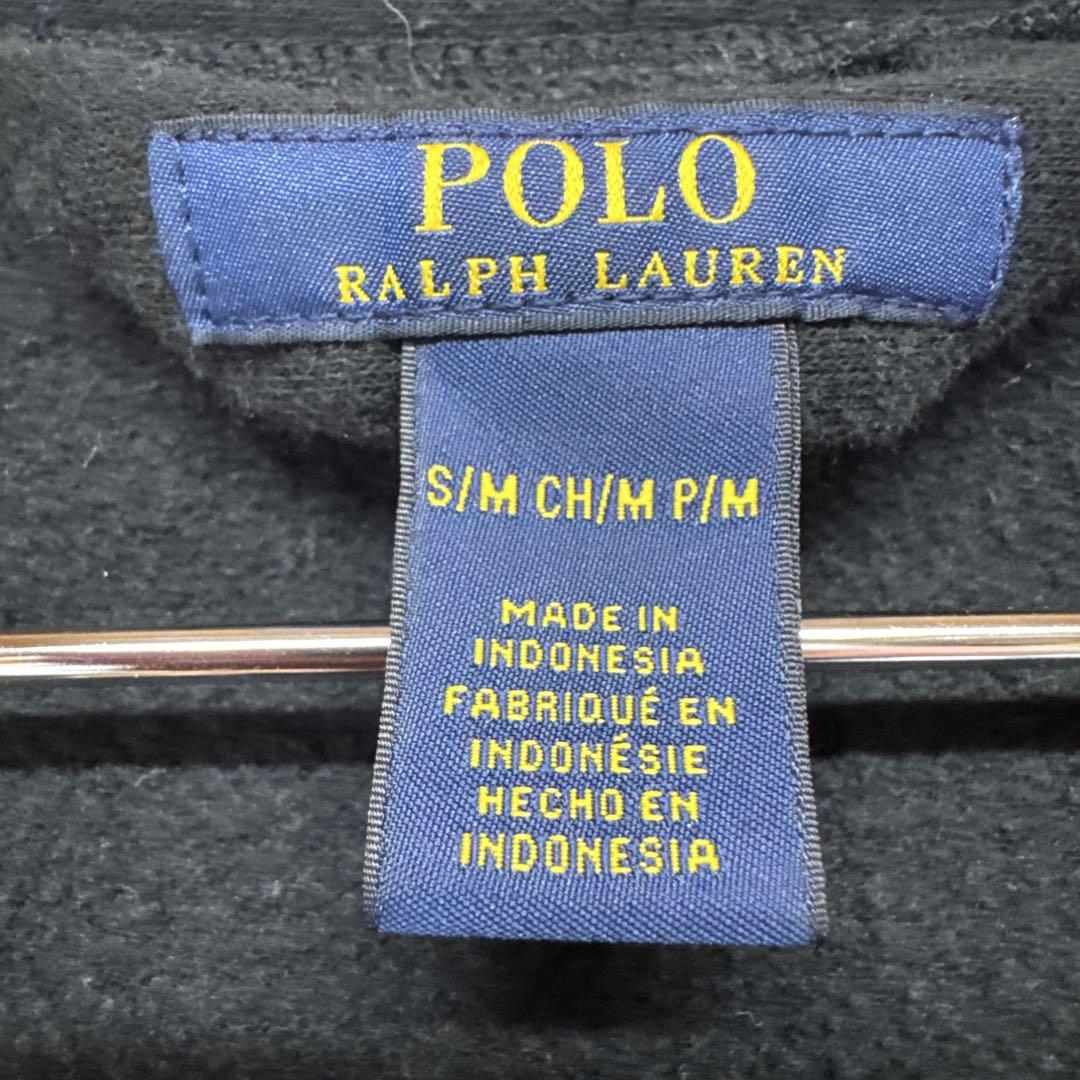 POLO
RALPH LAUREN
S/M CH/M P/M
MADE IN
INDONESIA
FABRIQUÉ EN
INDONÉSIE
HECHO EN
INDONESIA